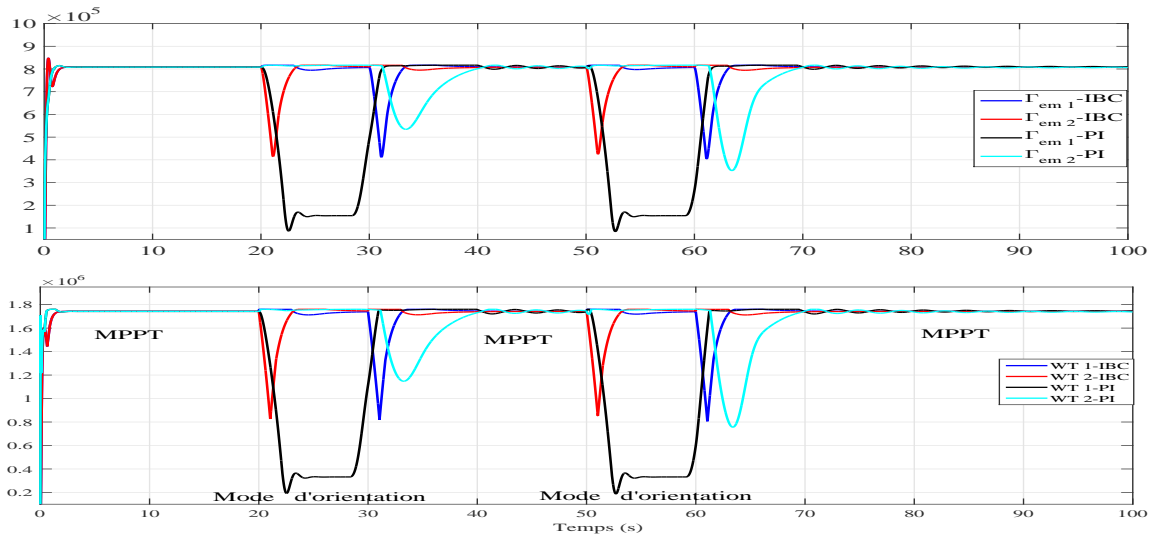 × 10⁵
10
9
8
7
6
5
4
3
2
1
0 10 20 30 40 50 60 70 80 90 100
Γem 1-IBC
Γem 2-IBC
Γem 1-PI
Γem 2-PI
× 10⁶
1.8
1.6
1.4
1.2
1
0.8
0.6
0.4
0.2
MPPT
MPPT
MPPT
WT 1-IBC
WT 2-IBC
WT 1-PI
WT 2-PI
Mode d'orientation
Mode d'orientation
0 10 20 30 40 50 60 70 80 90 100
Temps (s)